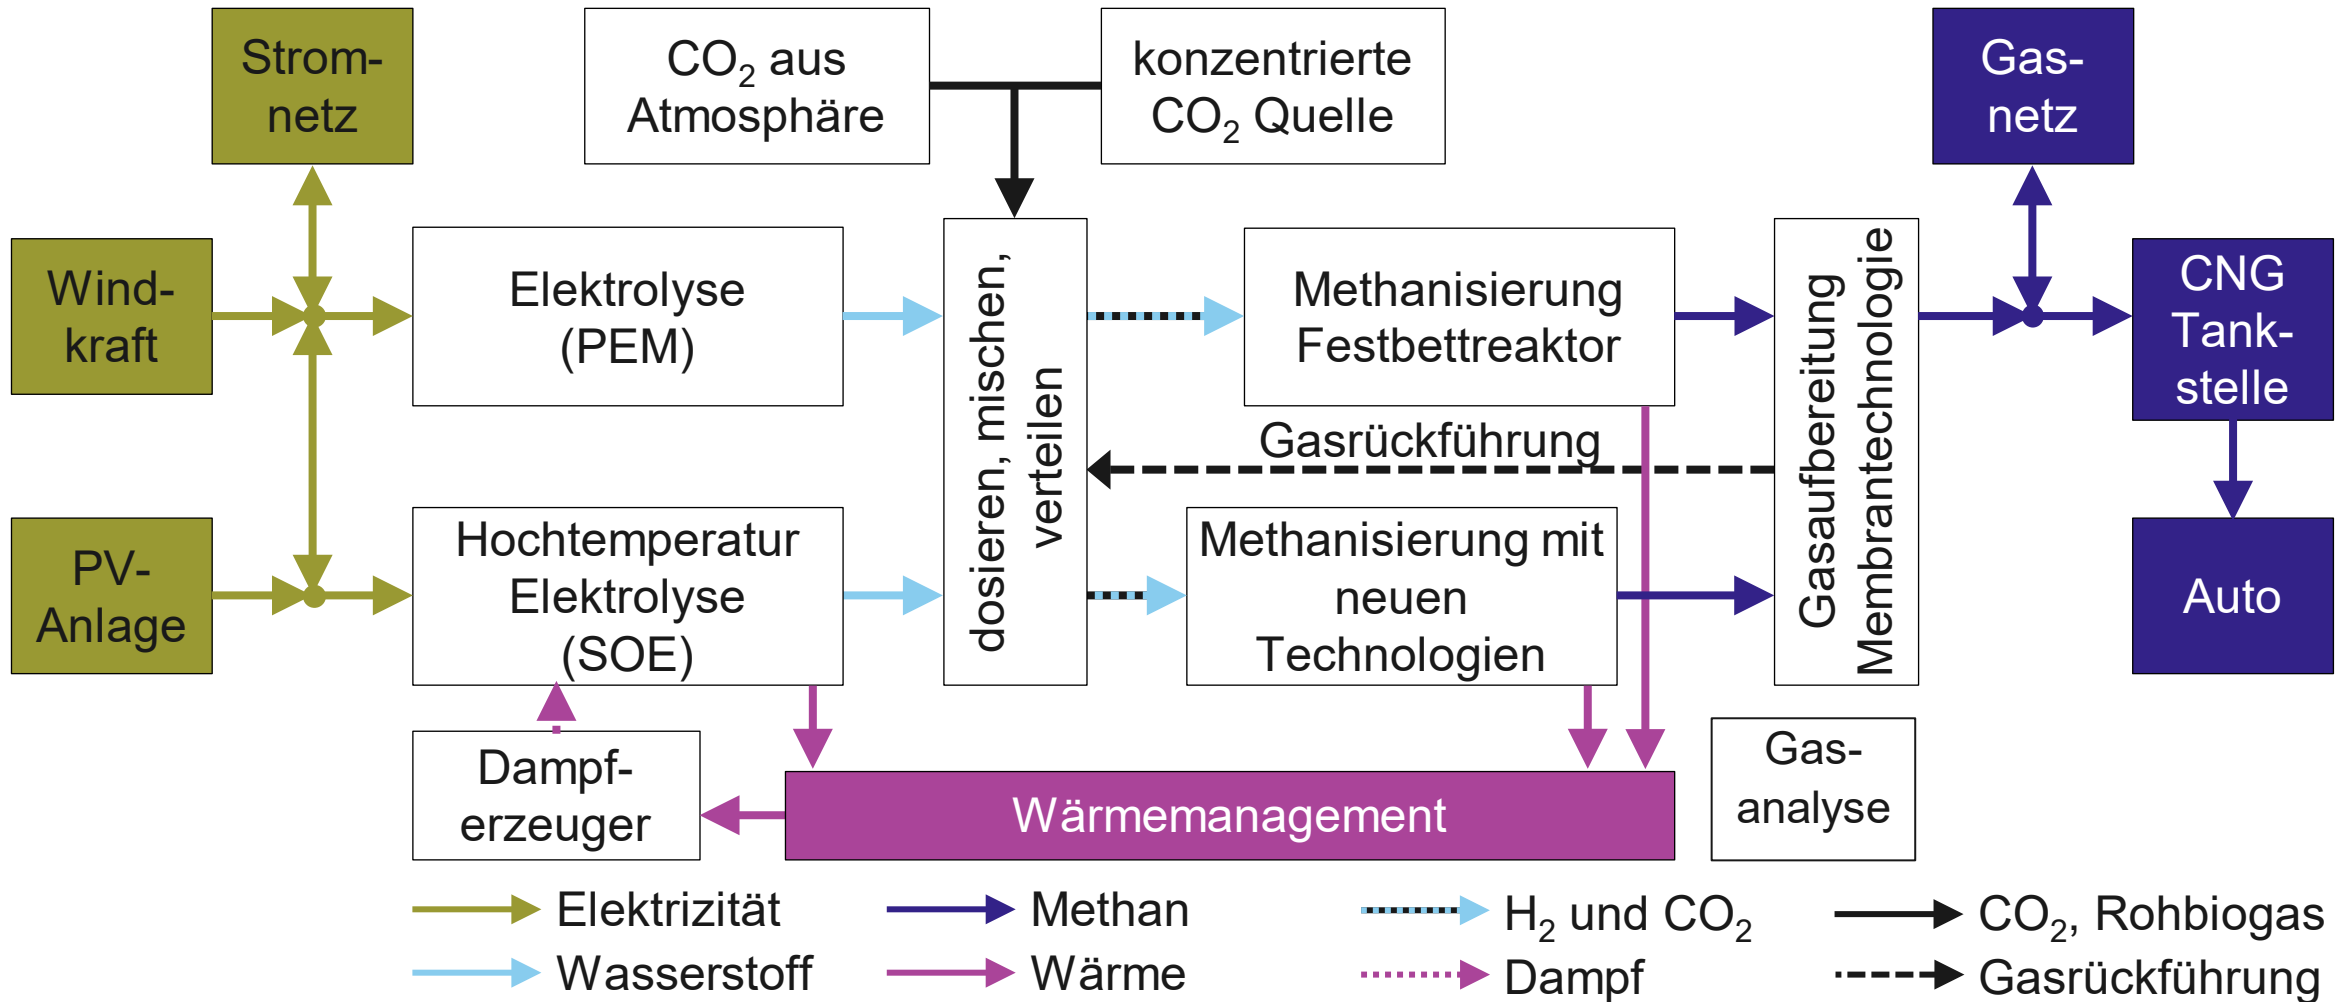 Strom-
netz
CO₂ aus
Atmosphäre
konzentrierte
CO₂ Quelle
Gas-
netz
Wind-
kraft
Elektrolyse
(PEM)
dosieren, mischen,
verteilen
Methanisierung
Festbettreaktor
Gasaufbereitung
Membrantechnologie
CNG
Tank-
stelle
Gasrückführung
PV-
Anlage
Hochtemperatur
Elektrolyse
(SOE)
Methanisierung mit
neuen
Technologien
Auto
Dampf-
erzeuger
Wärmemanagement
Gas-
analyse
Elektrizität
Methan
H₂ und CO₂
CO₂, Rohbiogas
Wasserstoff
Wärme
Dampf
Gasrückführung